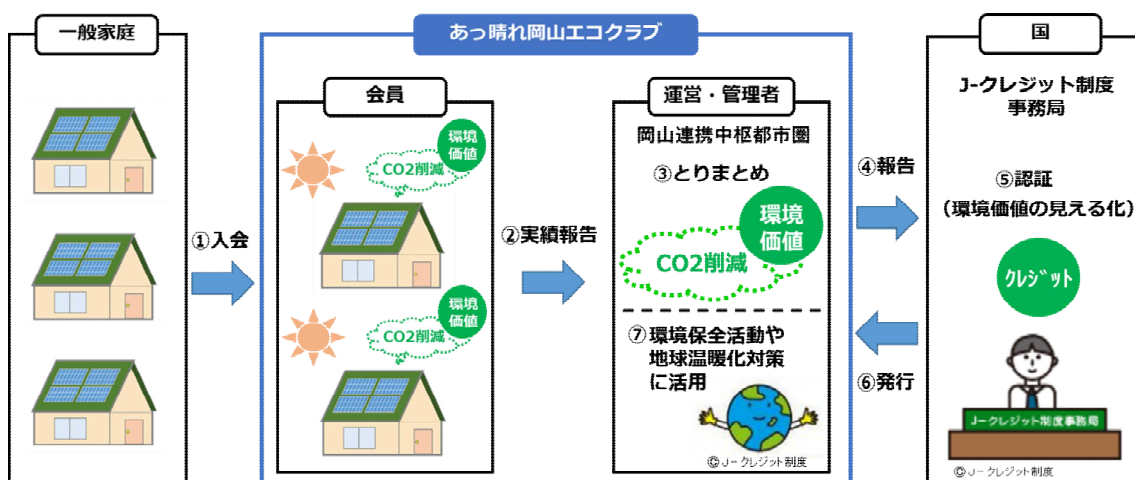 一般家庭
①入会
あっ晴れ岡山エコクラブ
会員
環境
価値
CO2削減
環境
価値
CO2削減
②実績報告
運営・管理者
岡山連携中枢都市圏
③とりまとめ
環境
価値
CO2削減
⑦環境保全活動や
地球温暖化対策
に活用
ⒸJ-クレジット制度
④報告
⑥発行
国
J-クレジット制度
事務局
⑤認証
（環境価値の見える化）
クレジット
J-クレジット制度事務局
ⒸJ-クレジット制度